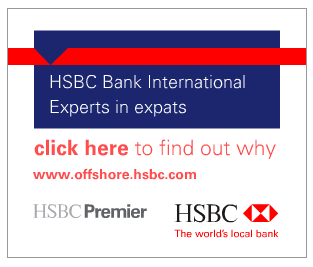 HSBC Bank International
Experts in expats
click here to find out why
www.offshore.hsbc.com
HSBC Premier
HSBC
The world's local bank